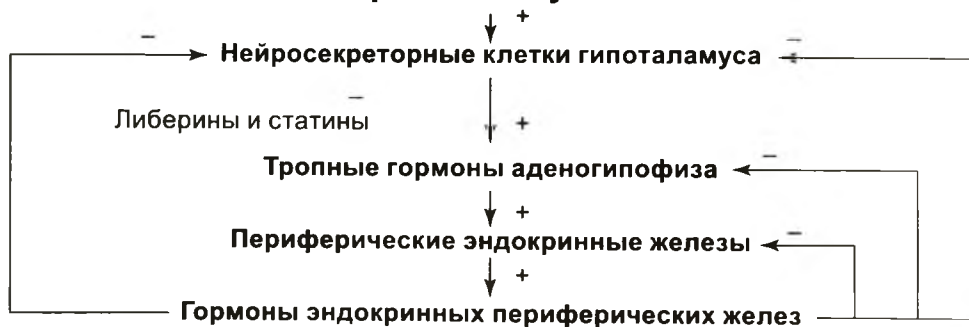 +
– Нейросекреторные клетки гипоталамуса –
–
Либерины и статины +
Тропные гормоны аденогипофиза –
+
Периферические эндокринные железы –
+
Гормоны эндокринных периферических желез